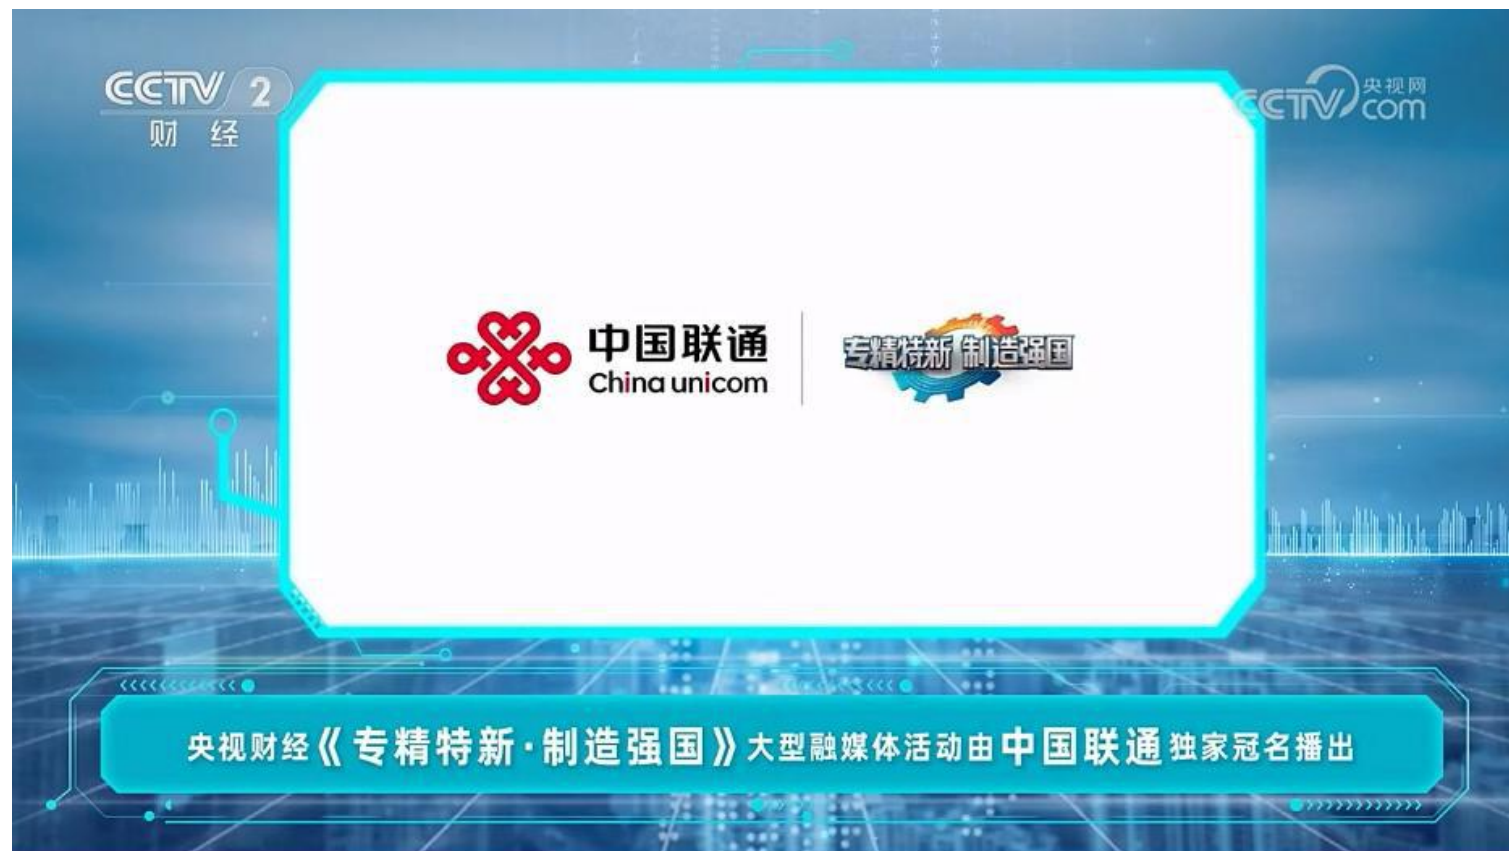 CCTV 2
财 经
央视网
CCTV com
中国联通
China unicom
专精特新 制造强国
央视财经《专精特新·制造强国》大型融媒体活动由中国联通独家冠名播出